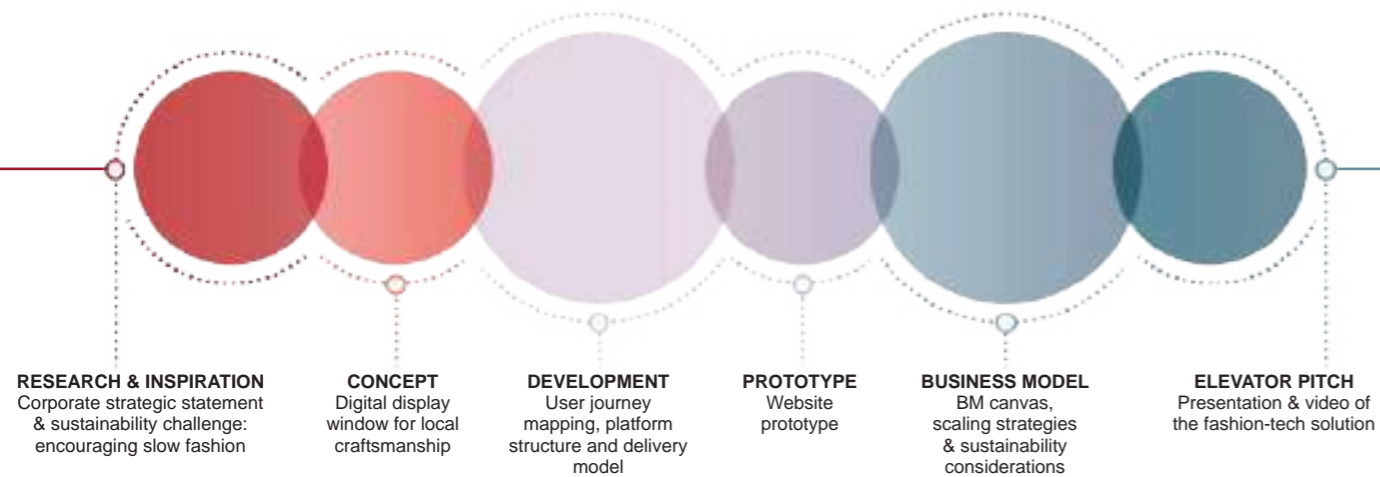 RESEARCH & INSPIRATION
Corporate strategic statement
& sustainability challenge:
encouraging slow fashion
CONCEPT
Digital display
window for local
craftsmanship
DEVELOPMENT
User journey
mapping, platform
structure and delivery
model
PROTOTYPE
Website
prototype
BUSINESS MODEL
BM canvas,
scaling strategies
& sustainability
considerations
ELEVATOR PITCH
Presentation & video of
the fashion-tech solution